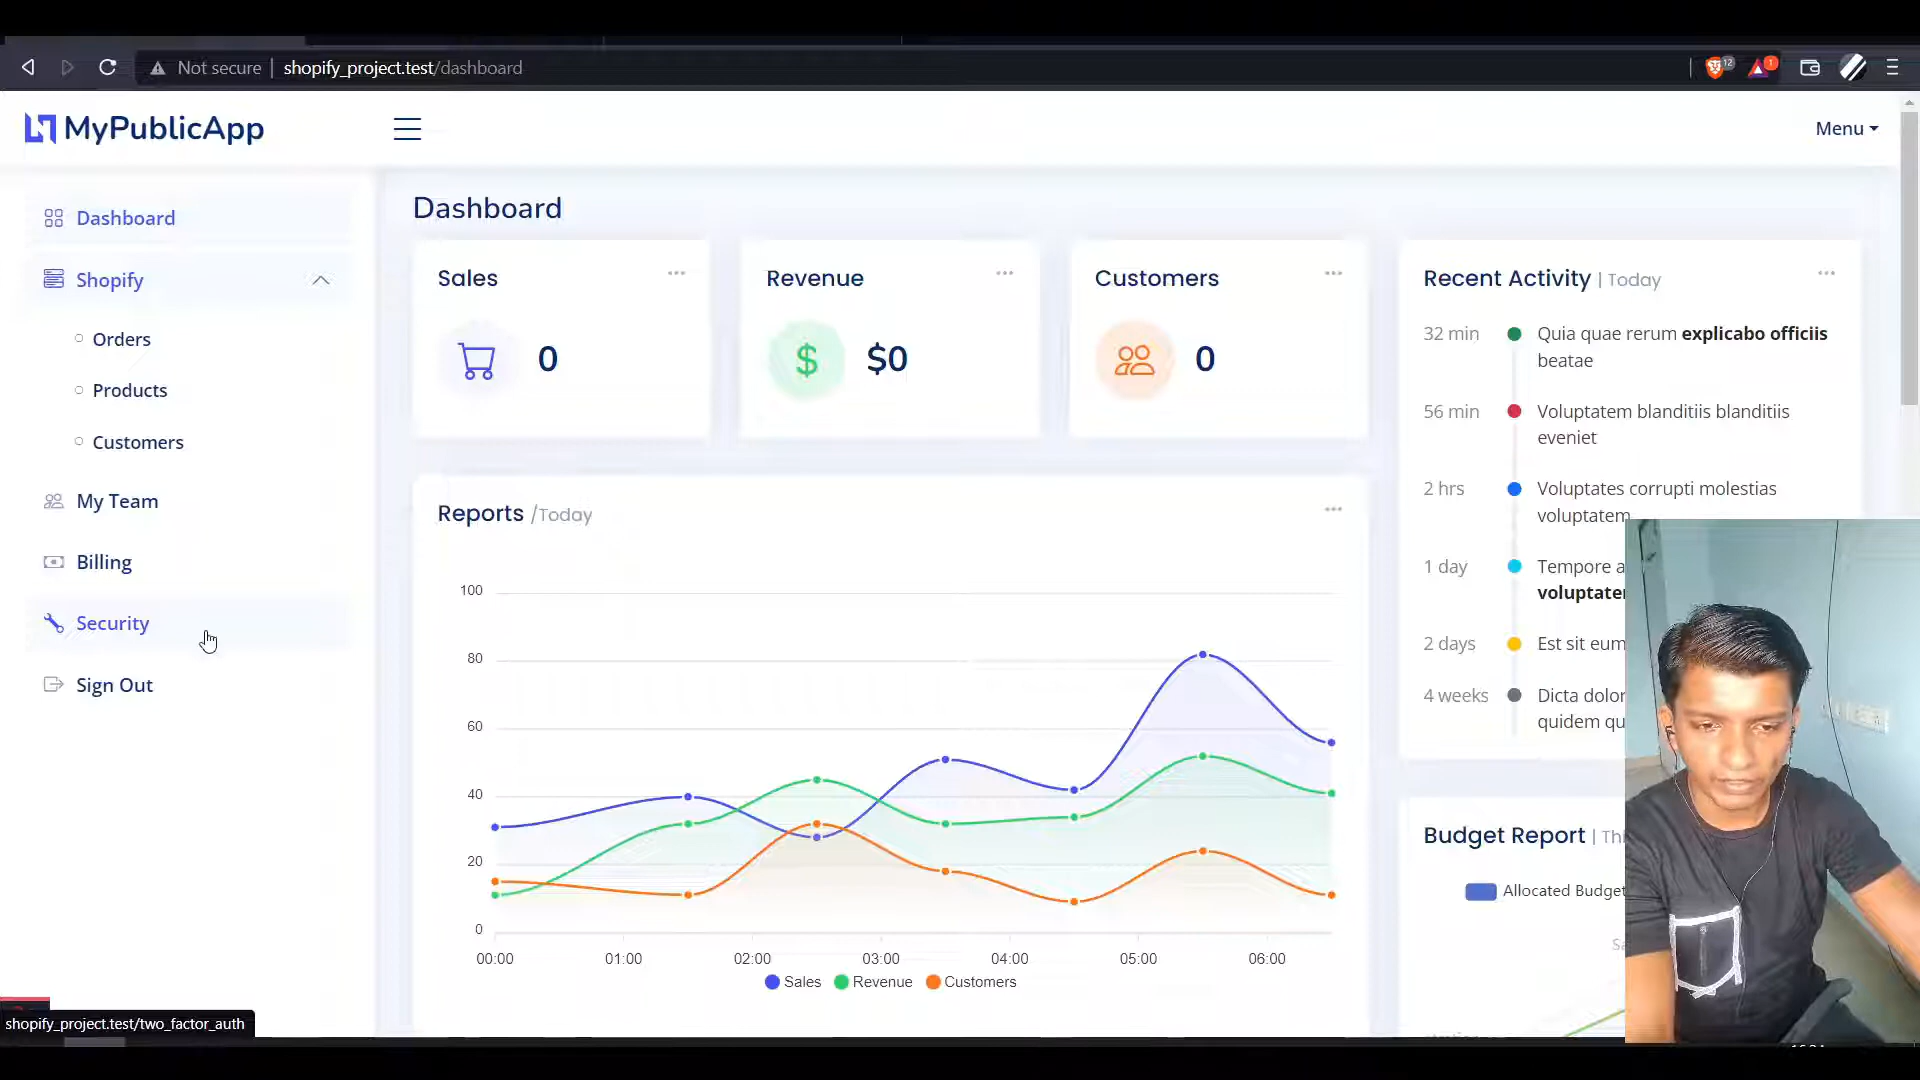 Not secure
shopify_project.test/dashboard
12
1
MyPublicApp
Menu
Dashboard
Shopify
Orders
Products
Customers
My Team
Billing
Security
Sign Out
Dashboard
Sales
0
Revenue
$
$0
Customers
0
Reports /Today
100
80
60
40
20
0
00:00 01:00 02:00 03:00 04:00 05:00 06:00
Sales Revenue Customers
Recent Activity | Today
32 min Quia quae rerum explicabo officiis
beatae
56 min Voluptatem blanditiis blanditiis
eveniet
2 hrs Voluptates corrupti molestias
voluptatem
1 day Tempore a
2 days Est sit eum
4 weeks Dicta
quidem
Budget Report |
Allocated
shopify_project.test/two_factor_auth